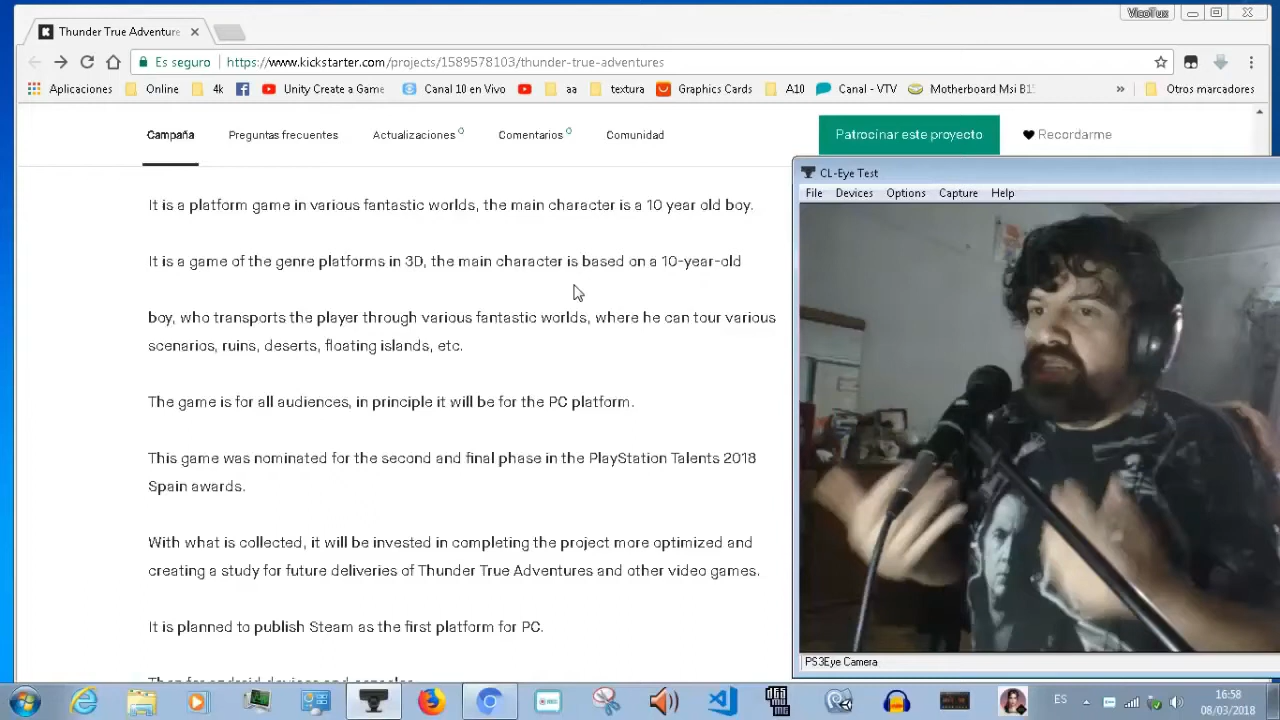 VicoTux
Thunder True Adventure
Es seguro
https://www.kickstarter.com/projects/1589578103/thunder-true-adventures
Aplicaciones
Online
4k
Unity Create a Game
Canal 10 en Vivo
aa
textura
Graphics Cards
A10
Canal - VTV
Motherboard Msi B1
»
Otros marcadores
Campaña
Preguntas frecuentes
Actualizaciones 0
Comentarios 0
Comunidad
Patrocinar este proyecto
Recordarme
It is a platform game in various fantastic worlds, the main character is a 10 year old boy.
It is a game of the genre platforms in 3D, the main character is based on a 10-year-old
boy, who transports the player through various fantastic worlds, where he can tour various
scenarios, ruins, deserts, floating islands, etc.
The game is for all audiences, in principle it will be for the PC platform.
This game was nominated for the second and final phase in the PlayStation Talents 2018
Spain awards.
With what is collected, it will be invested in completing the project more optimized and
creating a study for future deliveries of Thunder True Adventures and other video games.
It is planned to publish Steam as the first platform for PC.
CL-Eye Test
File Devices Options Capture Help
PS3Eye Camera
ES
16:58
08/03/2018